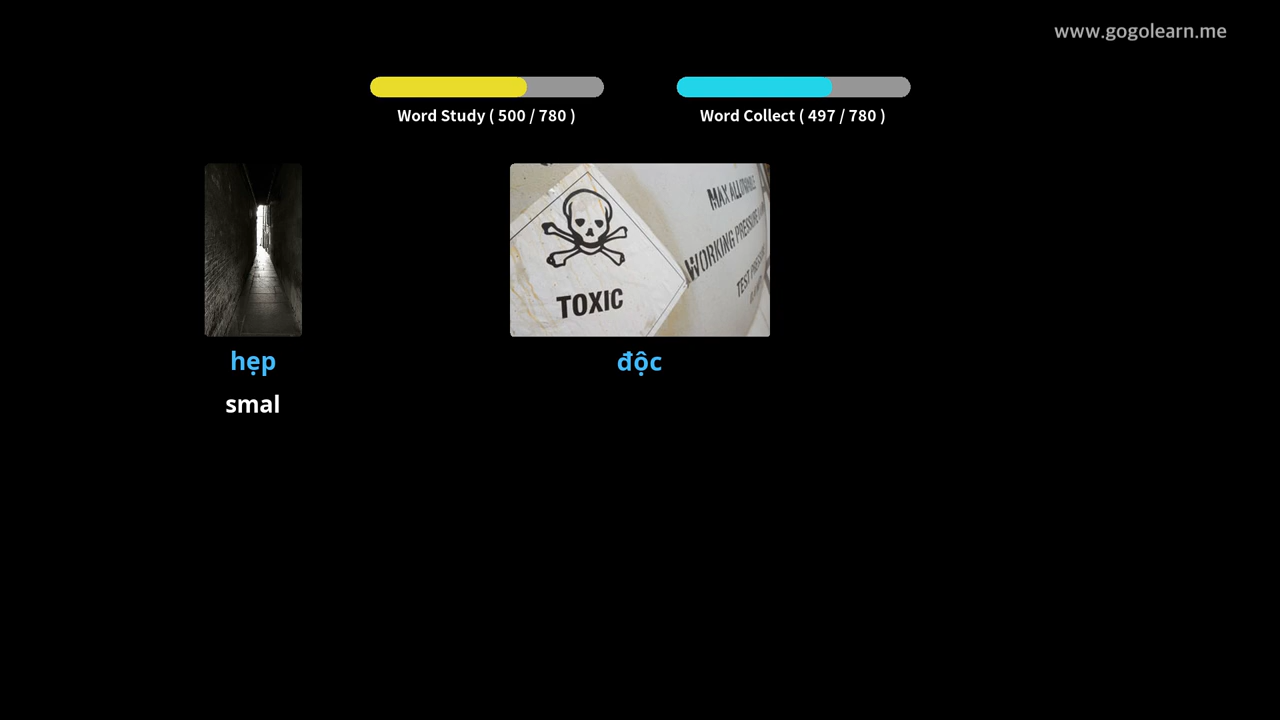 www.gogolearn.me
Word Study ( 500 / 780 )
Word Collect ( 497 / 780 )
TOXIC
MAX ALLOWABLE
WORKING PRESSURE
TEST PRESSURE
hẹp
độc
smal